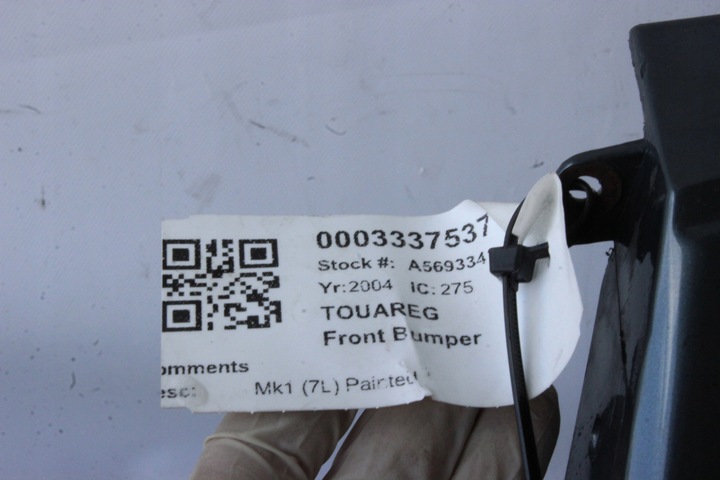 0003337537
Stock #: A569334
Yr:2004 IC: 275
TOUAREG
Front Bumper
omments
esc: Mk1 (7L) Painted